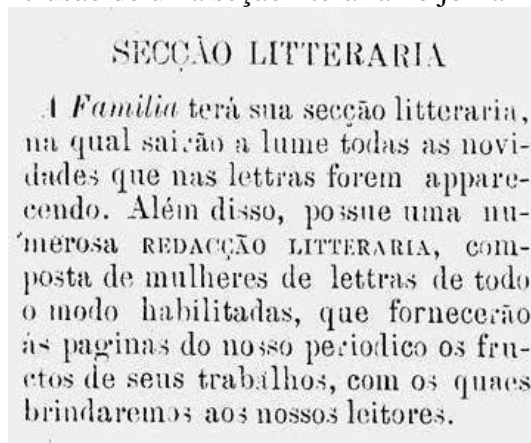 SECÇÃO LITTERARIA
A Familia terá sua secção litteraria,
na qual sairão a lume todas as novi-
dades que nas lettras forem appare-
cendo. Além disso, possue uma nu-
merosa REDACÇÃO LITTERARIA, com-
posta de mulheres de lettras de todo
o modo habilitadas, que fornecerão
ás paginas do nosso periodico os fru-
ctos de seus trabalhos, com os quaes
brindaremos aos nossos leitores.